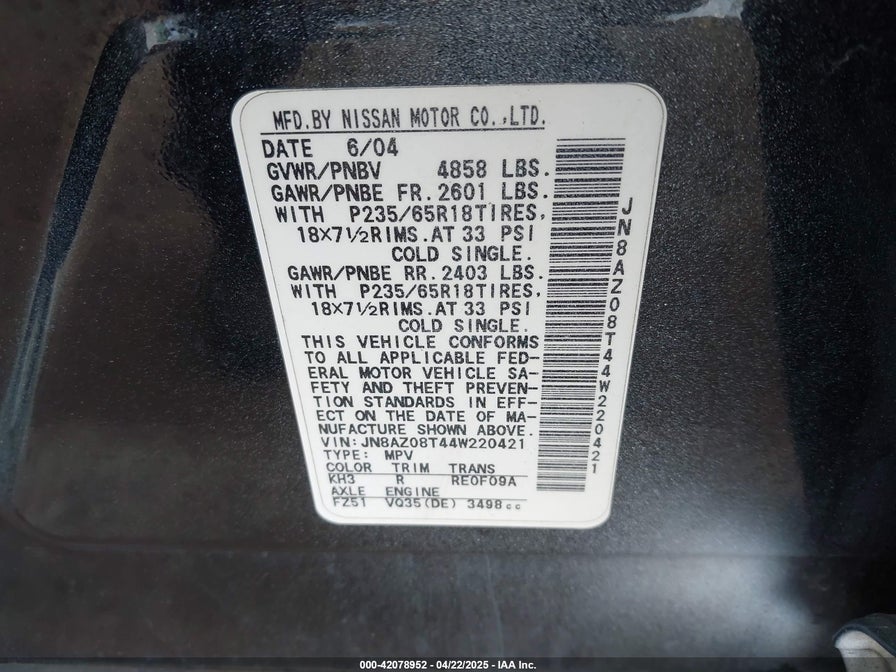 MFD.BY NISSAN MOTOR CO.,LTD.
DATE 6/04
GVWR/PNBV 4858 LBS.
GAWR/PNBE FR.2601 LBS.
WITH P235/65R18TIRES,
18X7½RIMS.AT 33 PSI
COLD SINGLE.
GAWR/PNBE RR.2403 LBS.
WITH P235/65R18TIRES,
18X7½RIMS.AT 33 PSI
COLD SINGLE.
THIS VEHICLE CONFORMS
TO ALL APPLICABLE FED-
ERAL MOTOR VEHICLE SA-
FETY AND THEFT PREVEN-
TION STANDARDS IN EFF-
ECT ON THE DATE OF MA-
NUFACTURE SHOWN ABOVE.
VIN:JN8AZ08T44W220421
TYPE: MPV
COLOR TRIM TRANS
KH3 R RE0F09A
AXLE ENGINE
FZ51 VQ35(DE) 3498cc
JN8AZ08T44W220421
000-42078952 - 04/22/2025 - IAA Inc.